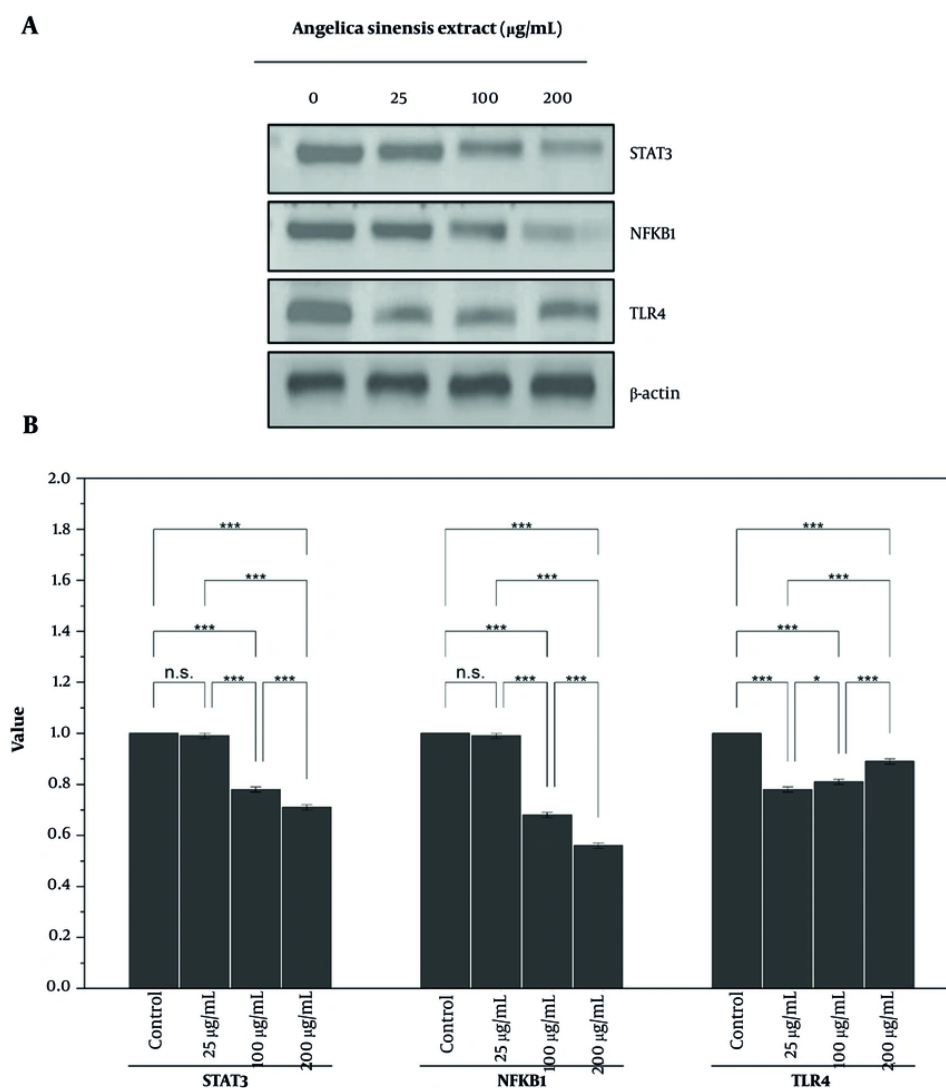 A
Angelica sinensis extract (µg/mL)
0 25 100 200
STAT3
NFKB1
TLR4
β-actin
B
2.0
1.8
1.6
1.4
1.2
1.0
0.8
0.6
0.4
0.2
0.0
Value
*** *** ***
*** *** ***
*** *** ***
n.s. *** *** n.s. *** *** *** * ***
Control 25 µg/mL 100 µg/mL 200 µg/mL Control 25 µg/mL 100 µg/mL 200 µg/mL Control 25 µg/mL 100 µg/mL 200 µg/mL
STAT3 NFKB1 TLR4